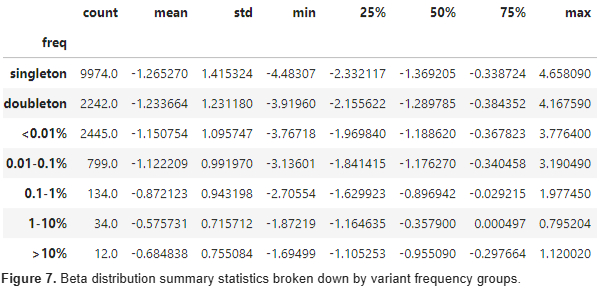 count mean std min 25% 50% 75% max
freq
singleton 9974.0 -1.265270 1.415324 -4.48307 -2.332117 -1.369205 -0.338724 4.658090
doubleton 2242.0 -1.233664 1.231180 -3.91960 -2.155622 -1.289785 -0.384352 4.167590
<0.01% 2445.0 -1.150754 1.095747 -3.76718 -1.969840 -1.188620 -0.367823 3.776400
0.01-0.1% 799.0 -1.122209 0.991970 -3.13601 -1.841415 -1.176270 -0.340458 3.190490
0.1-1% 134.0 -0.872123 0.943198 -2.70554 -1.629923 -0.896942 -0.029215 1.977450
1-10% 34.0 -0.575731 0.715712 -1.87219 -1.164635 -0.357900 0.000497 0.795204
>10% 12.0 -0.684838 0.755084 -1.69499 -1.105253 -0.955090 -0.297664 1.120020
Figure 7. Beta distribution summary statistics broken down by variant frequency groups.